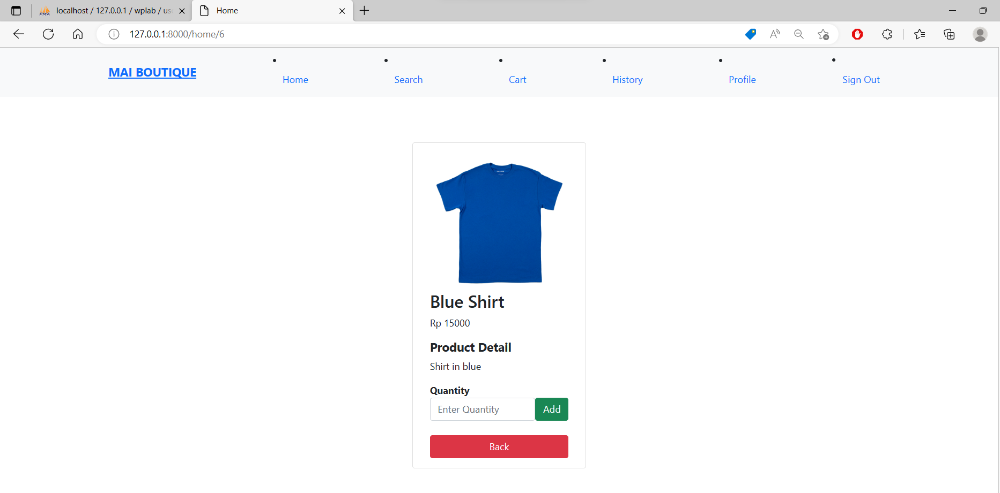 localhost / 127.0.0.1 / wplab / us
Home
127.0.0.1:8000/home/6
MAI BOUTIQUE
Home
Search
Cart
History
Profile
Sign Out
Blue Shirt
Rp 15000
Product Detail
Shirt in blue
Quantity
Enter Quantity
Add
Back